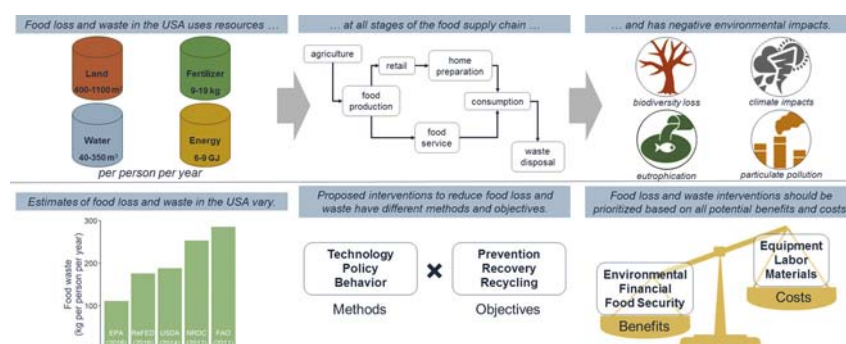 Food loss and waste in the USA uses resources …
Land
400-1100 m²
Fertilizer
9-19 kg
Water
40-350 m³
Energy
6-9 GJ
per person per year
… at all stages of the food supply chain …
agriculture
retail
home
preparation
food
production
consumption
food
service
waste
disposal
… and has negative environmental impacts.
biodiversity loss
climate impacts
eutrophication
particulate pollution
Estimates of food loss and waste in the USA vary.
Food waste
(kg per person per year)
300
200
100
EPA
ReFED
USDA
NRDC
FAO
Proposed interventions to reduce food loss and
waste have different methods and objectives.
Technology
Policy
Behavior
Methods
Prevention
Recovery
Recycling
Objectives
Food loss and waste interventions should be
prioritized based on all potential benefits and costs
Environmental
Financial
Food Security
Benefits
Equipment
Labor
Materials
Costs